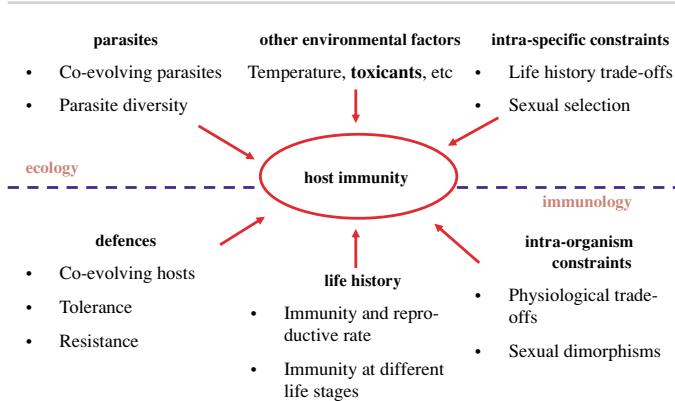 parasites
• Co-evolving parasites
• Parasite diversity
other environmental factors
Temperature, toxicants, etc
intra-specific constraints
• Life history trade-offs
• Sexual selection
ecology
host immunity
immunology
defences
• Co-evolving hosts
• Tolerance
• Resistance
life history
• Immunity and repro-
ductive rate
• Immunity at different
life stages
intra-organism
constraints
• Physiological trade-
offs
• Sexual dimorphisms